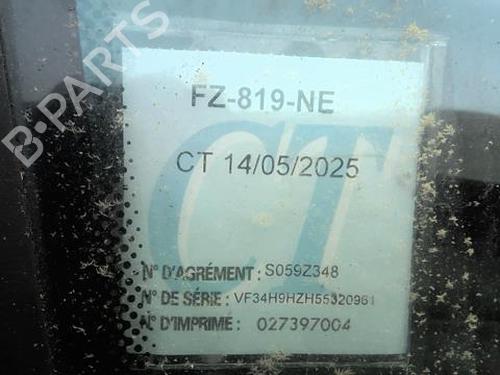 B-PARTS
CT
FZ-819-NE
CT 14/05/2025
N° D'AGRÉMENT : S059Z348
N° DE SÉRIE : VF34H9HZH55320961
N° D'IMPRIMÉ : 027397004